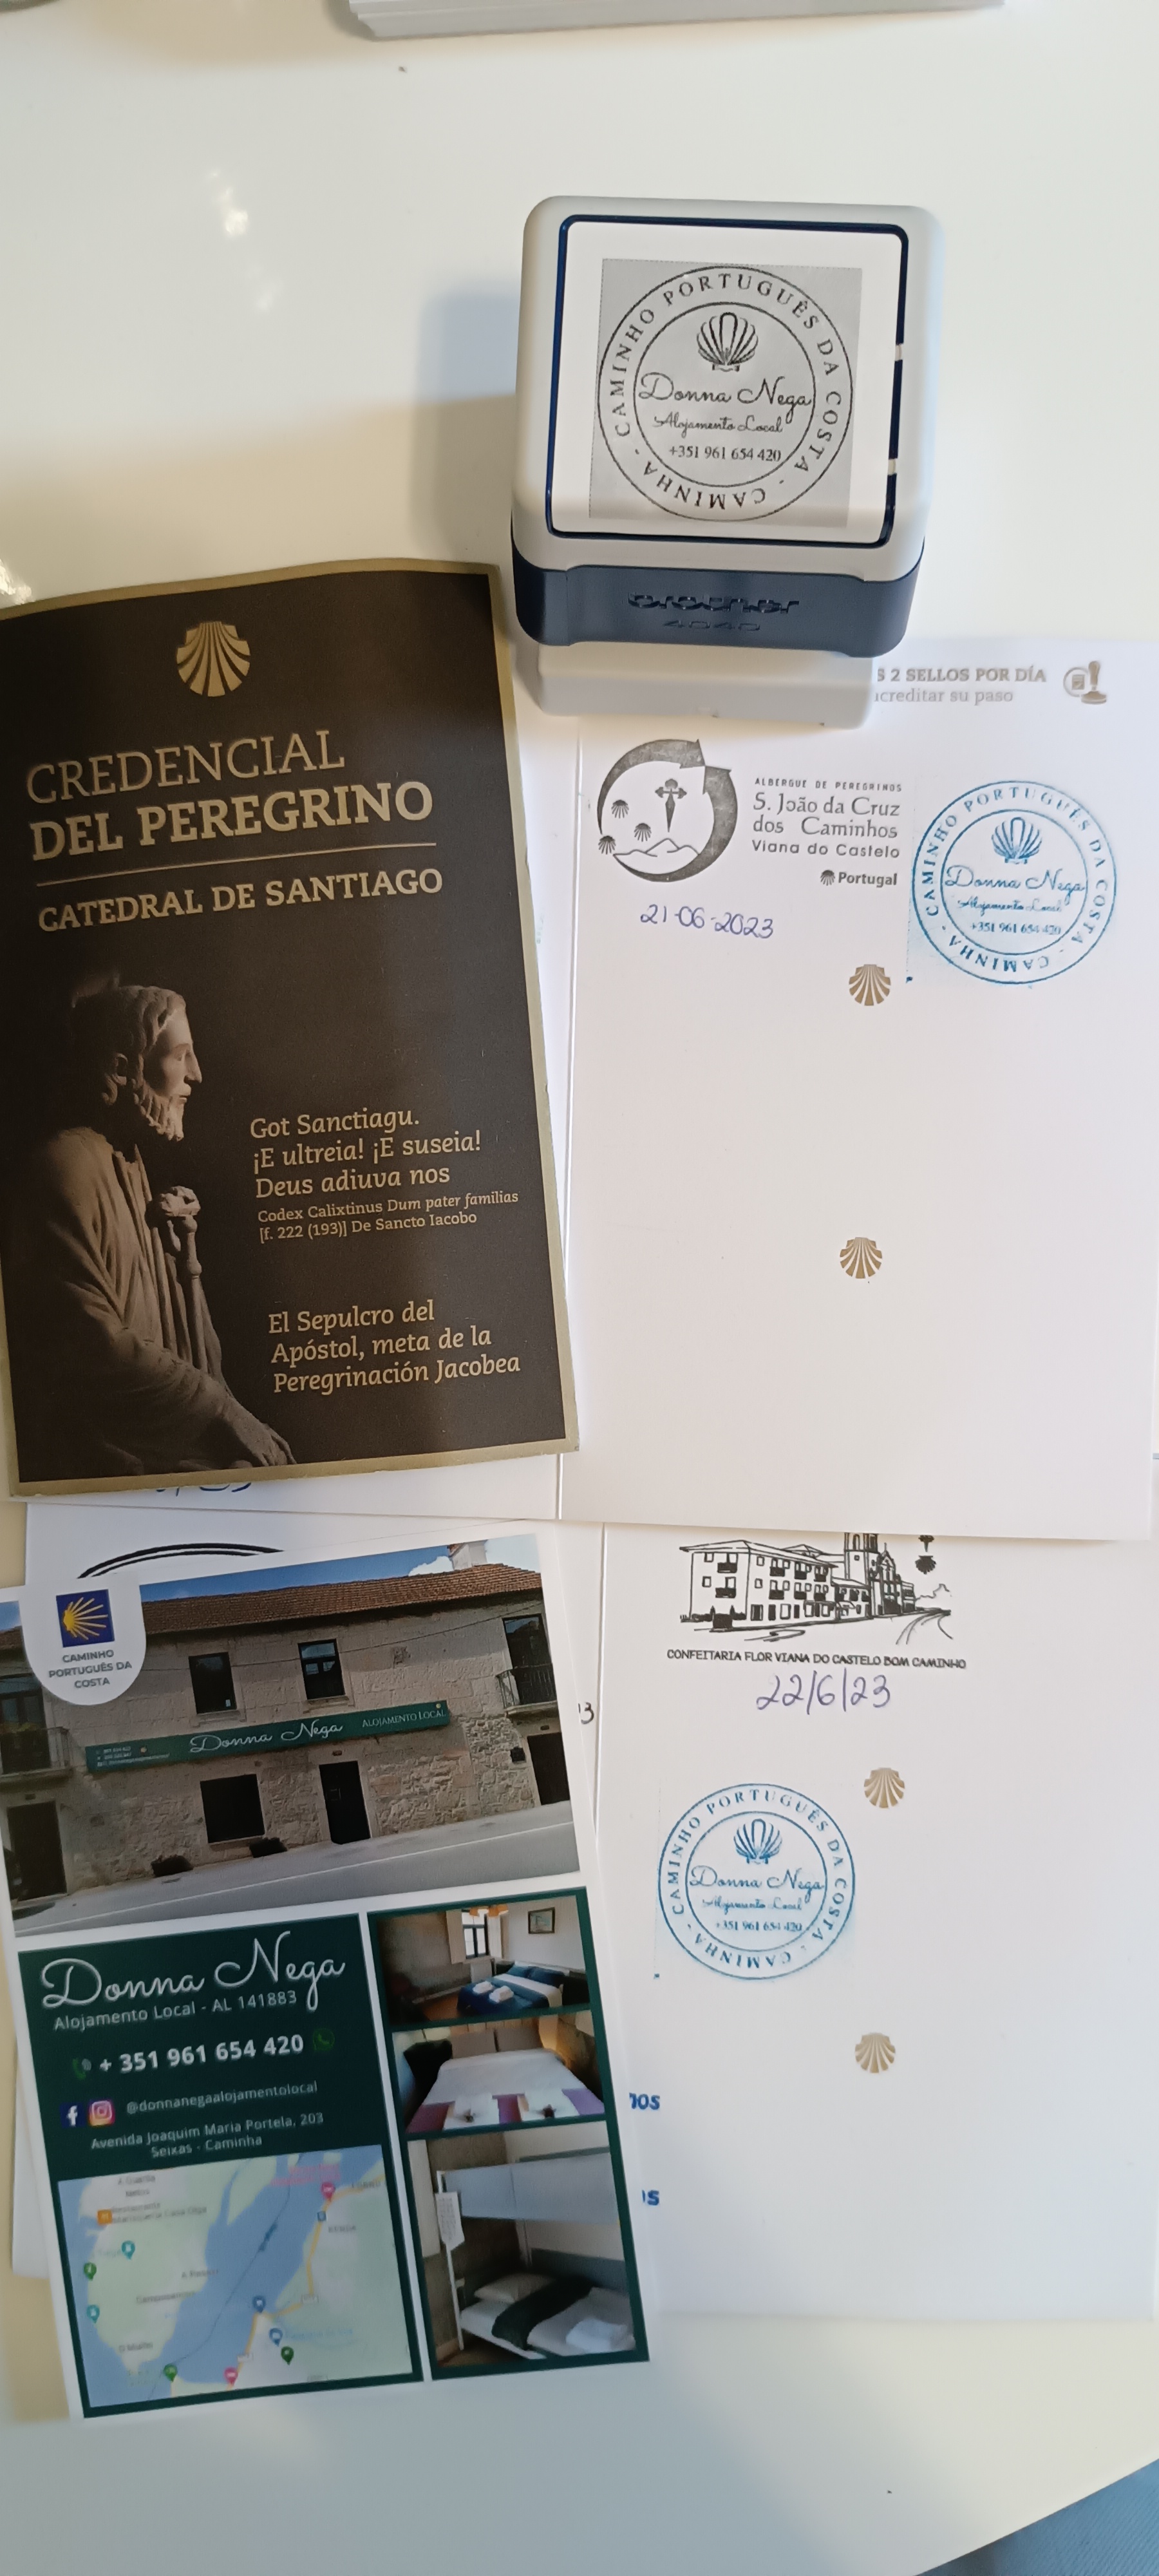 CAMINHO PORTUGUÊS DA COSTA - CAMINHA -
Donna Nega
Alojamento Local
+351 961 654 420
brother
4040
CREDENCIAL
DEL PEREGRINO
CATEDRAL DE SANTIAGO
Got Sanctiagu.
¡E ultreia! ¡E suseia!
Deus adiuva nos
Codex Calixtinus Dum pater familias
[f. 222 (193)] De Sancto Iacobo
El Sepulcro del
Apóstol, meta de la
Peregrinación Jacobea
S 2 SELLOS POR DÍA
acreditar su paso
ALBERGUE DE PEREGRINOS
S. João da Cruz
dos Caminhos
Viana do Castelo
Portugal
21-06-2023
CAMINHO PORTUGUÊS DA COSTA - CAMINHA -
Donna Nega
Alojamento Local
+351 961 654 420
CONFEITARIA FLOR VIANA DO CASTELO BOM CAMINHO
22/6/23
13
CAMINHO PORTUGUÊS DA COSTA - CAMINHA -
Donna Nega
Alojamento Local
+351 961 654 420
nos
os
CAMINHO
PORTUGUÊS DA
COSTA
Donna Nega ALOJAMENTO LOCAL
Donna Nega
Alojamento Local - AL 141883
+ 351 961 654 420
@donnanegaalojamentolocal
Avenida Joaquim Maria Portela, 203
Seixas - Caminha